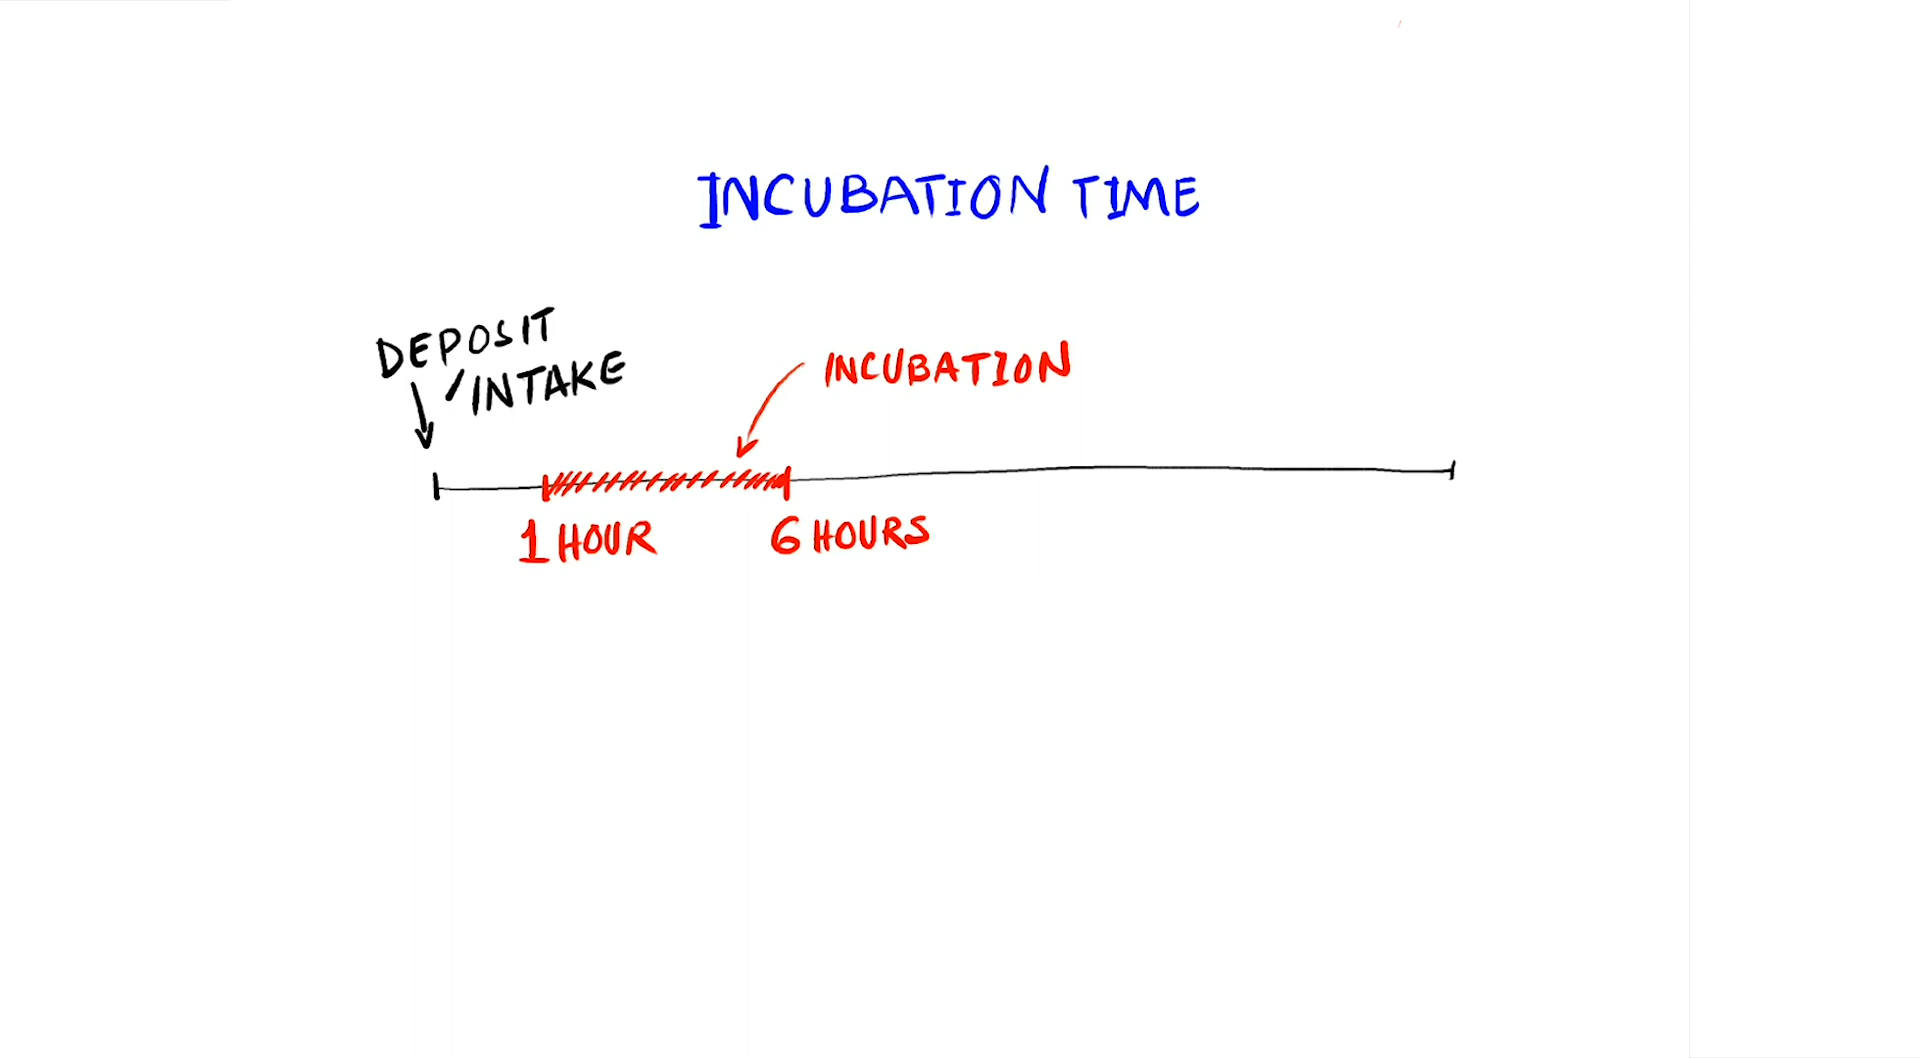 INCUBATION TIME
DEPOSIT
/INTAKE
INCUBATION
1 HOUR
6 HOURS